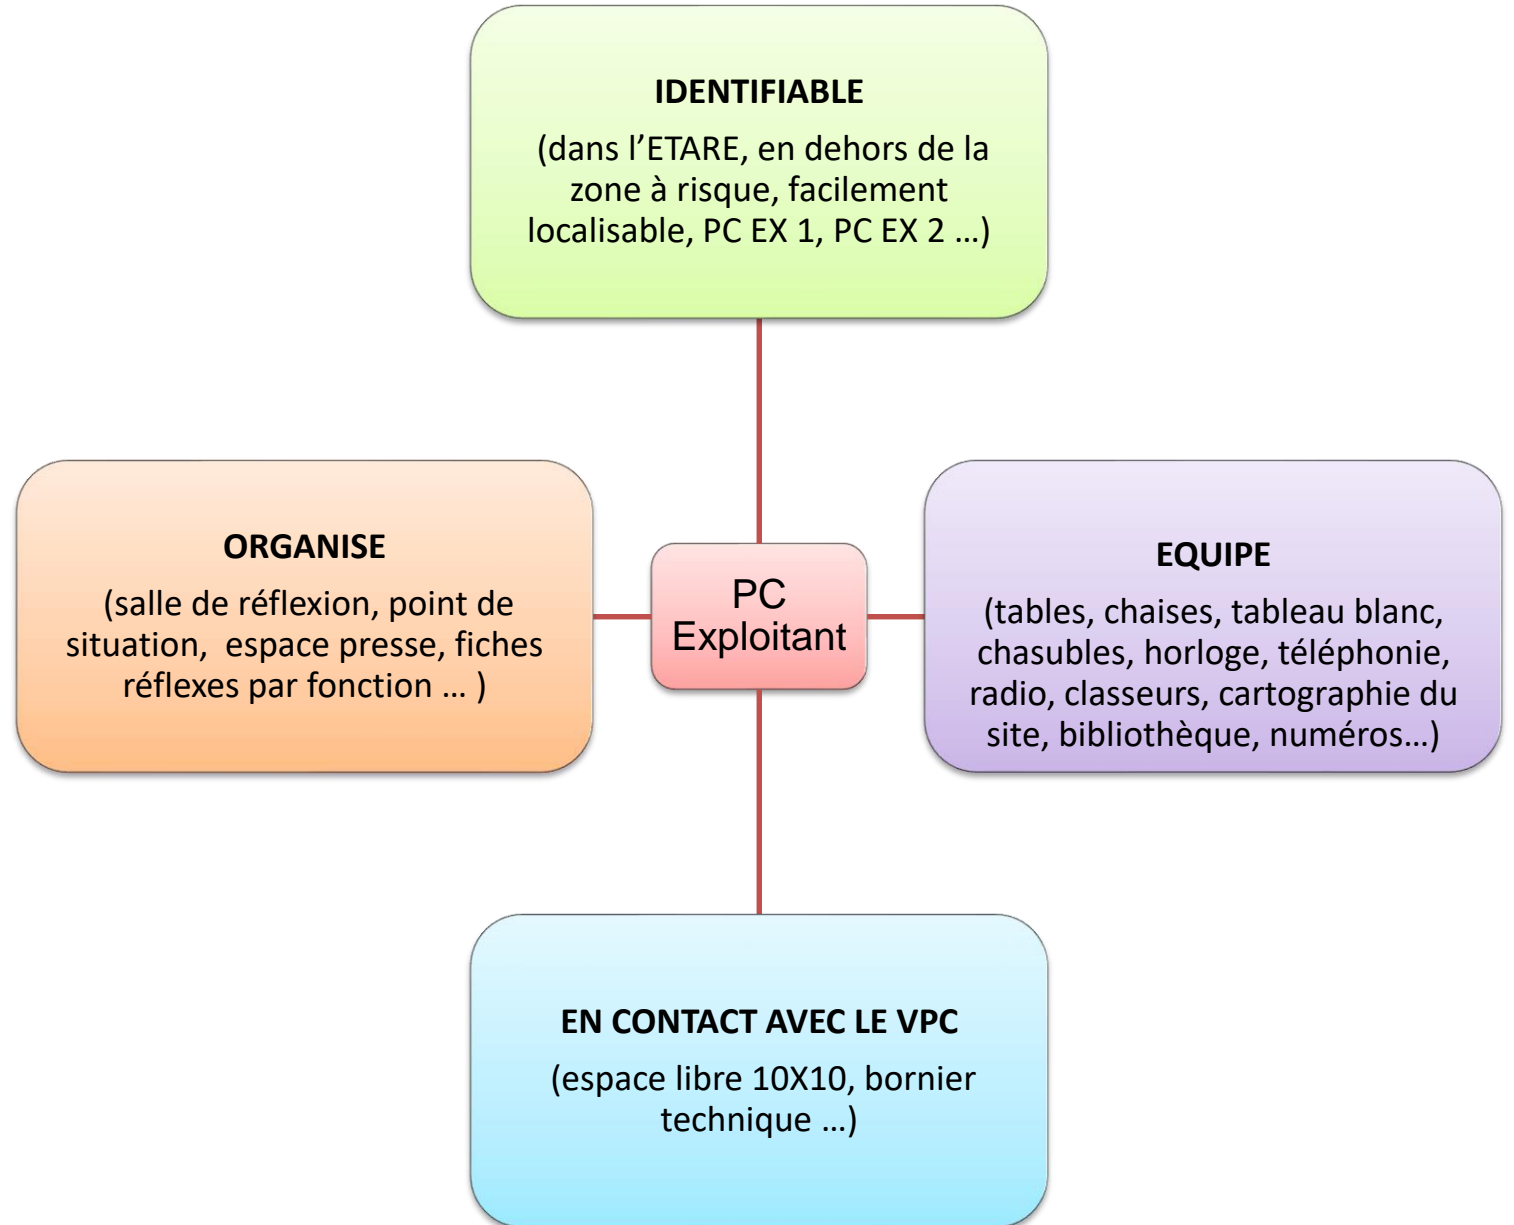 IDENTIFIABLE
(dans l’ETARE, en dehors de la
zone à risque, facilement
localisable, PC EX 1, PC EX 2 …)
ORGANISE
(salle de réflexion, point de
situation,  espace presse, fiches
réflexes par fonction … )
PC
Exploitant
EQUIPE
(tables, chaises, tableau blanc,
chasubles, horloge, téléphonie,
radio, classeurs, cartographie du
site, bibliothèque, numéros…)
EN CONTACT AVEC LE VPC
(espace libre 10X10, bornier
technique …)